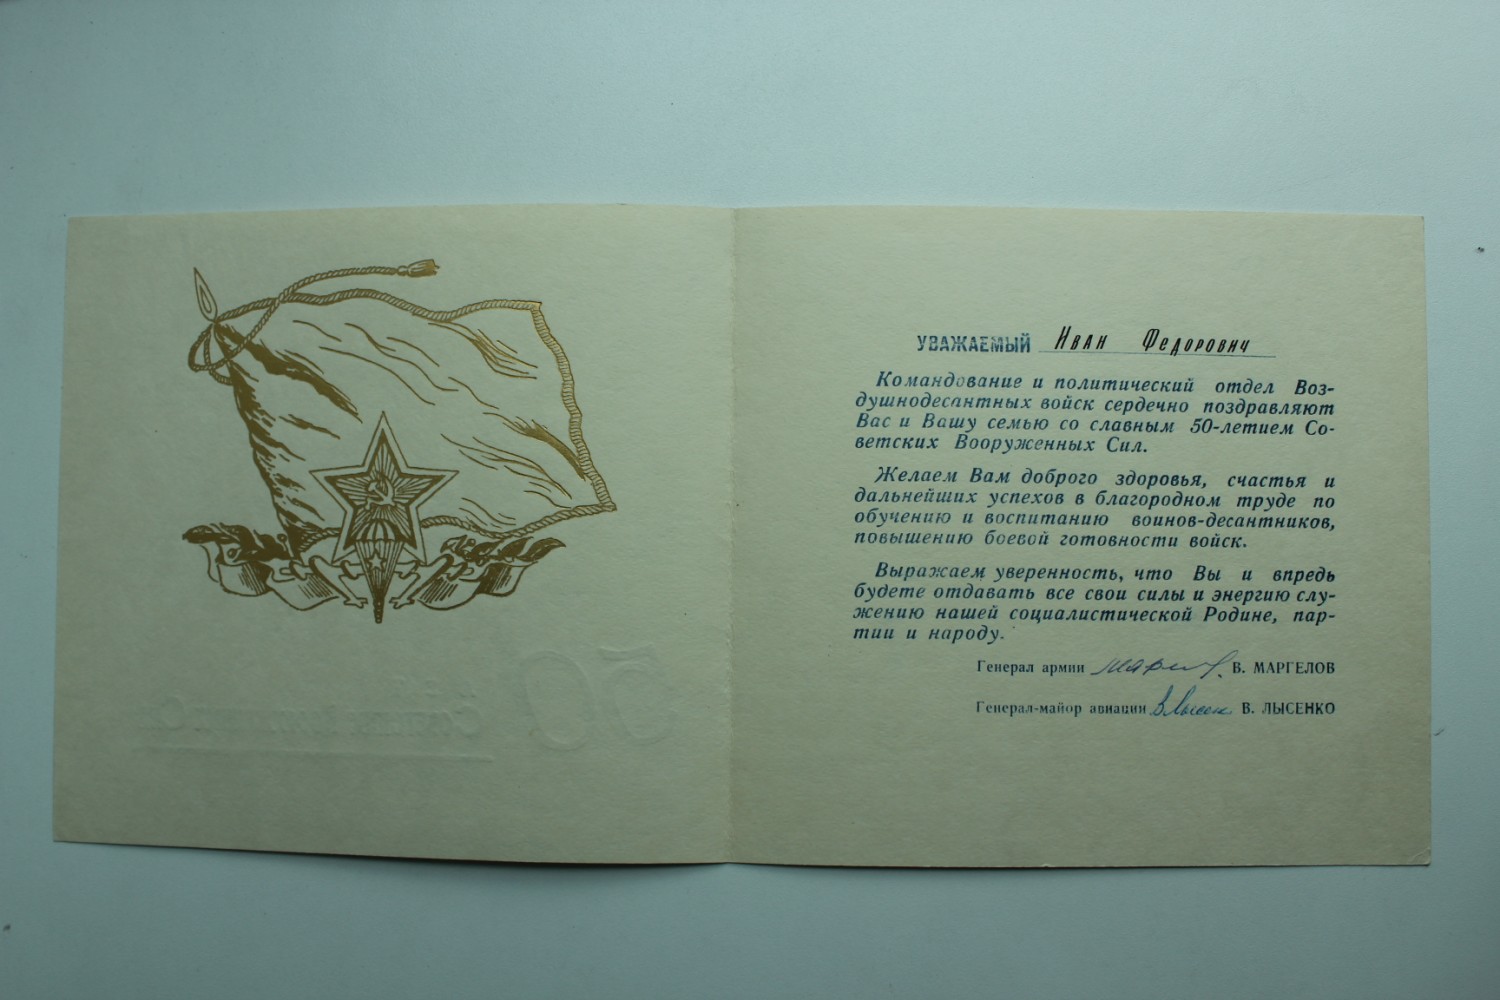 УВАЖАЕМЫЙ Иван Федорович
Командование и политический отдел Воз-
душнодесантных войск сердечно поздравляют
Вас и Вашу семью со славным 50-летием Со-
ветских Вооруженных Сил.
Желаем Вам доброго здоровья, счастья и
дальнейших успехов в благородном труде по
обучению и воспитанию воинов-десантников,
повышению боевой готовности войск.
Выражаем уверенность, что Вы и впредь
будете отдавать все свои силы и энергию слу-
жению нашей социалистической Родине, пар-
тии и народу.
Генерал армии В. МАРГЕЛОВ
Генерал-майор авиации В. ЛЫСЕНКО
50